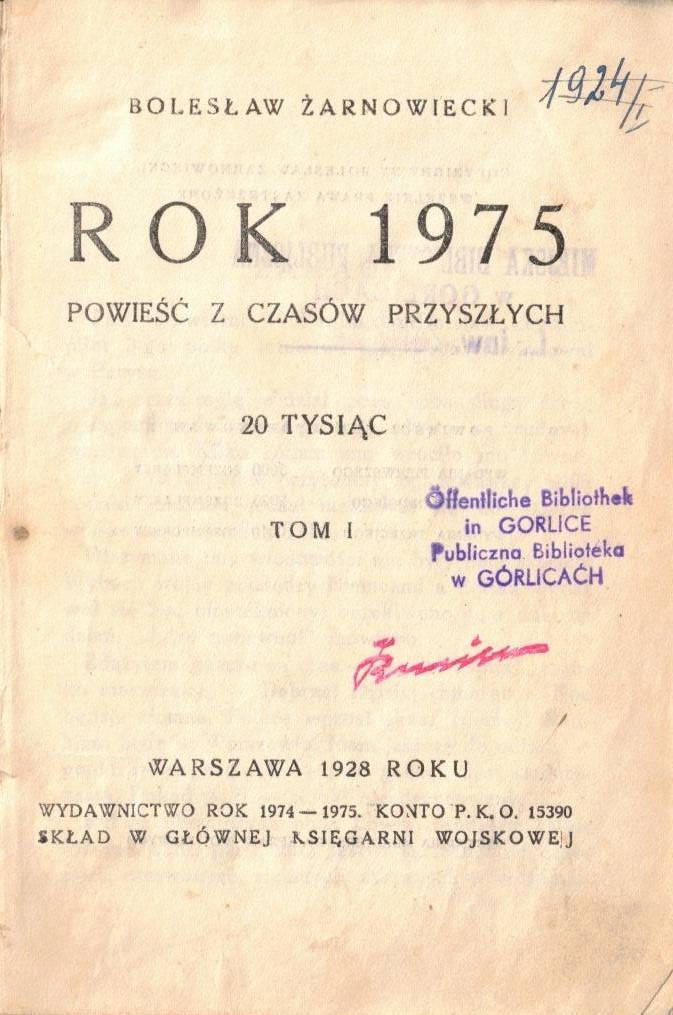 1924/I
BOLESŁAW ŻARNOWIECKI
ROK 1975
POWIEŚĆ Z CZASÓW PRZYSZŁYCH
20 TYSIĄC
TOM I
Öffentliche Bibliothek
in GORLICE
Publiczna Biblioteka
w GÓRLICAĆH
WARSZAWA 1928 ROKU
WYDAWNICTWO ROK 1974—1975. KONTO P. K. O. 15390
SKŁAD W GŁÓWNEJ KSIĘGARNI WOJSKOWEJ